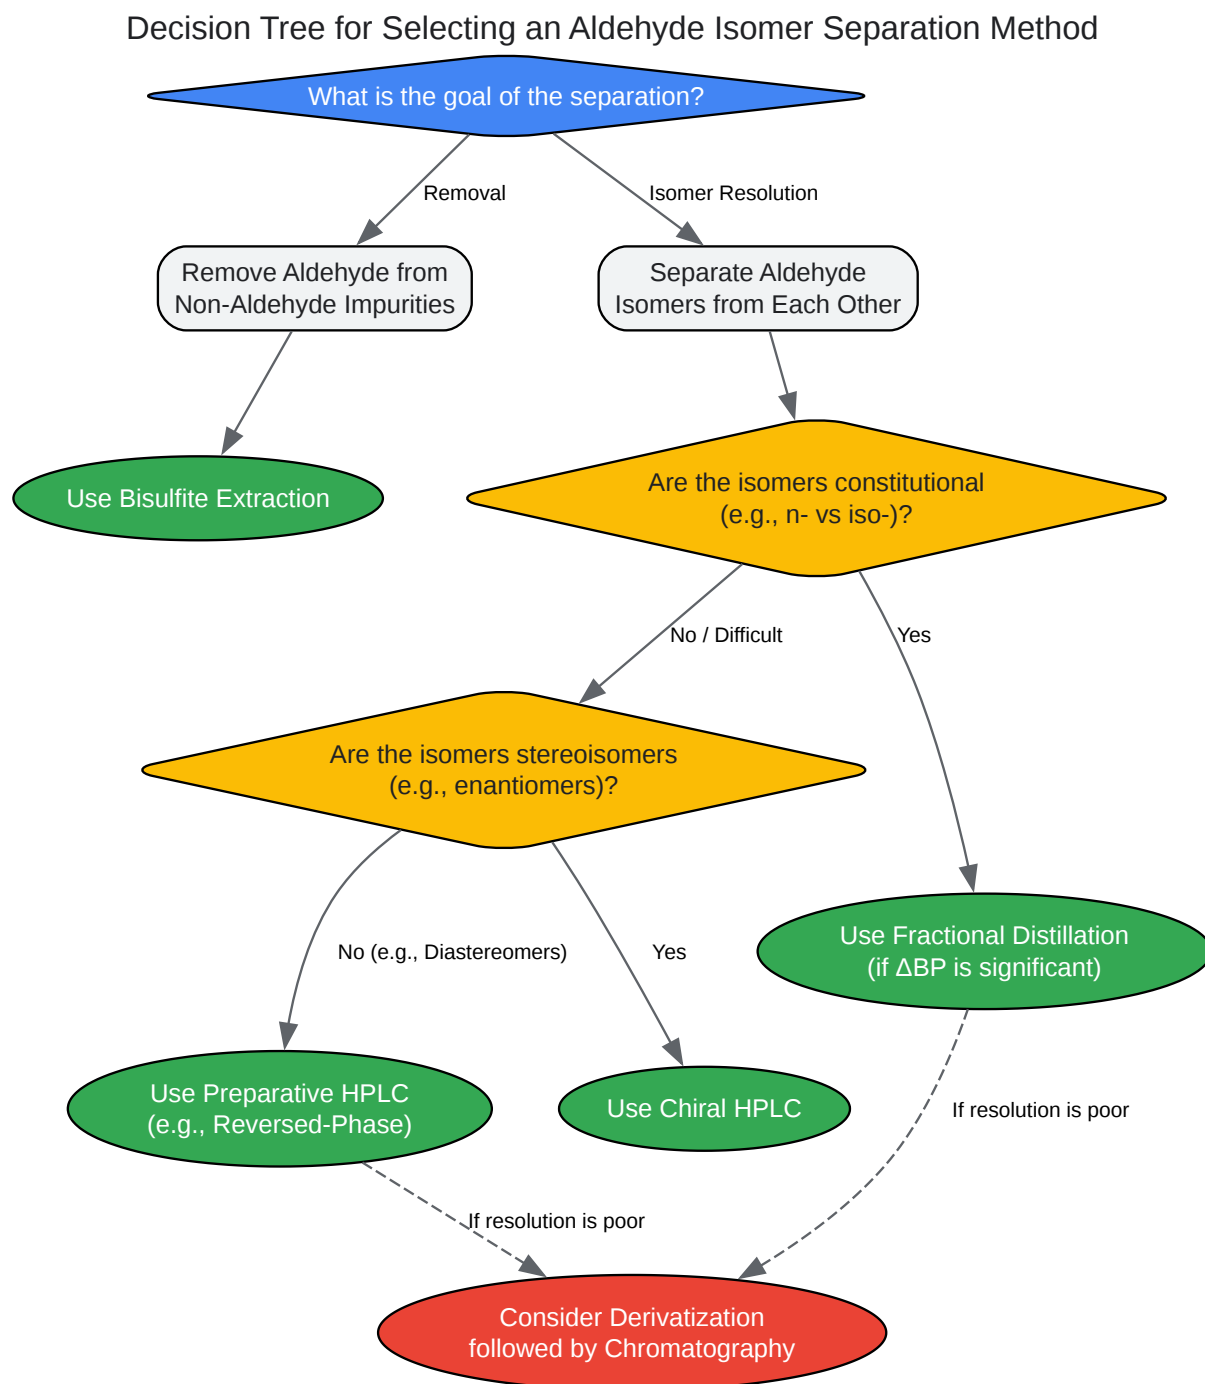 Decision Tree for Selecting an Aldehyde Isomer Separation Method
What is the goal of the separation?
Removal
Isomer Resolution
Remove Aldehyde from
Non-Aldehyde Impurities
Separate Aldehyde
Isomers from Each Other
Use Bisulfite Extraction
Are the isomers constitutional
(e.g., n- vs iso-)?
No / Difficult
Yes
Are the isomers stereoisomers
(e.g., enantiomers)?
No (e.g., Diastereomers)
Yes
Use Fractional Distillation
(if ΔBP is significant)
Use Preparative HPLC
(e.g., Reversed-Phase)
Use Chiral HPLC
If resolution is poor
If resolution is poor
Consider Derivatization
followed by Chromatography